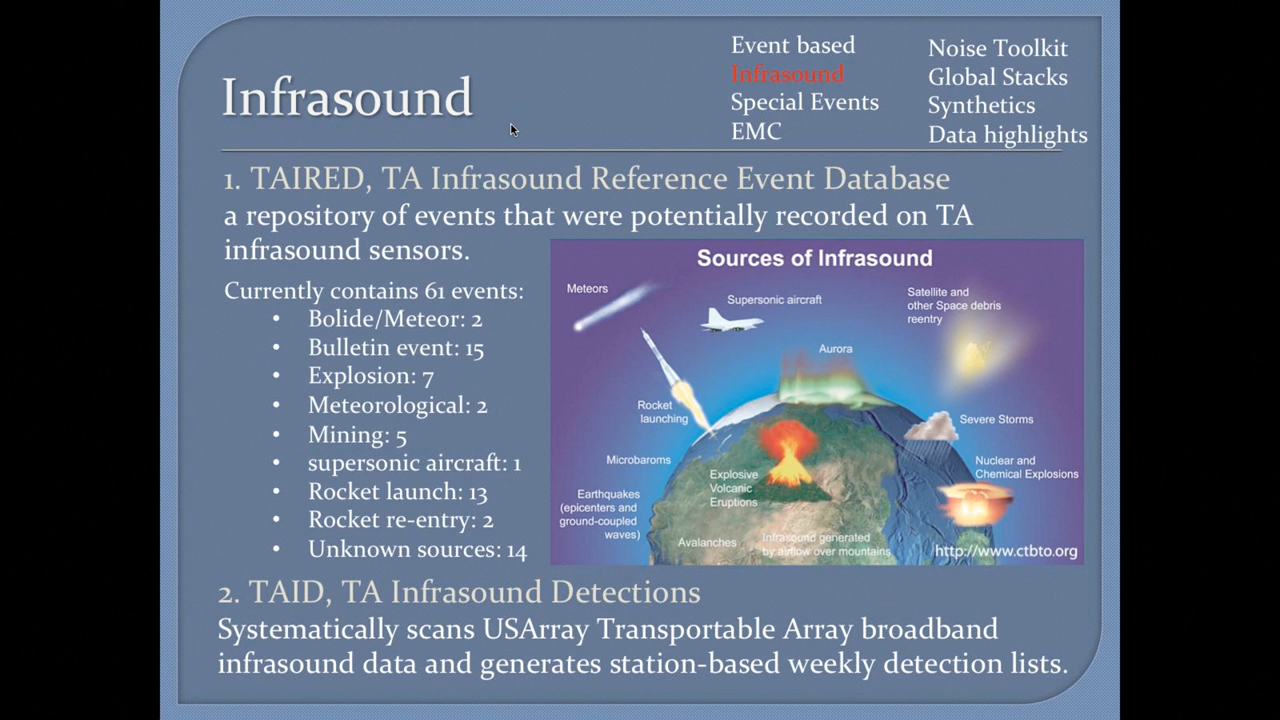 Infrasound
Event based
Infrasound
Special Events
EMC
Noise Toolkit
Global Stacks
Synthetics
Data highlights
1. TAIRED, TA Infrasound Reference Event Database
a repository of events that were potentially recorded on TA
infrasound sensors.
Currently contains 61 events:
• Bolide/Meteor: 2
• Bulletin event: 15
• Explosion: 7
• Meteorological: 2
• Mining: 5
• supersonic aircraft: 1
• Rocket launch: 13
• Rocket re-entry: 2
• Unknown sources: 14
Sources of Infrasound
Meteors
Supersonic aircraft
Satellite and
other Space debris
reentry
Aurora
Rocket
launching
Severe Storms
Microbaroms
Explosive
Volcanic
Eruptions
Nuclear and
Chemical Explosions
Earthquakes
(epicenters and
ground-coupled
waves)
Avalanches
Infrasound generated
by airflow over mountains
http://www.ctbto.org
2. TAID, TA Infrasound Detections
Systematically scans USArray Transportable Array broadband
infrasound data and generates station-based weekly detection lists.